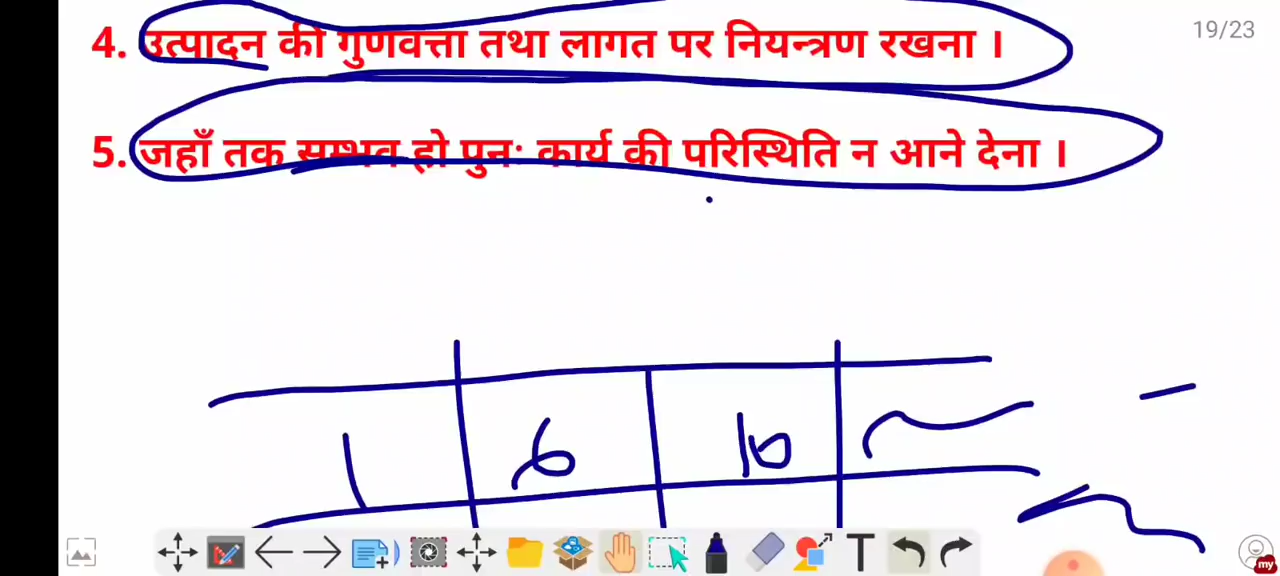 19/23
4. उत्पादन की गुणवत्ता तथा लागत पर नियन्त्रण रखना ।
5. जहाँ तक सम्भव हो पुनः कार्य की परिस्थिति न आने देना ।
1 6 10
T
my